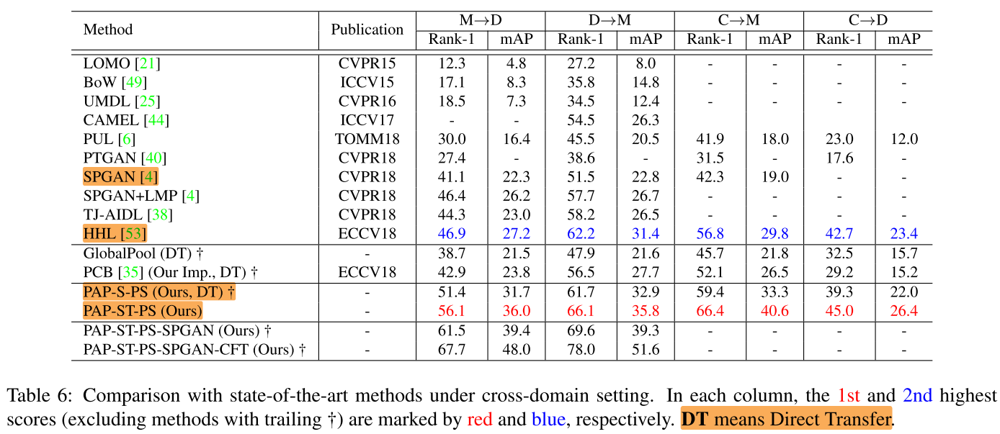 Method Publication M→D D→M C→M C→D
Rank-1 mAP Rank-1 mAP Rank-1 mAP Rank-1 mAP
LOMO [21] CVPR15 12.3 4.8 27.2 8.0 - - - -
BoW [49] ICCV15 17.1 8.3 35.8 14.8 - - - -
UMDL [25] CVPR16 18.5 7.3 34.5 12.4 - - - -
CAMEL [44] ICCV17 - - 54.5 26.3 - - - -
PUL [6] TOMM18 30.0 16.4 45.5 20.5 41.9 18.0 23.0 12.0
PTGAN [40] CVPR18 27.4 - 38.6 - 31.5 - 17.6 -
SPGAN [4] CVPR18 41.1 22.3 51.5 22.8 42.3 19.0 - -
SPGAN+LMP [4] CVPR18 46.4 26.2 57.7 26.7 - - - -
TJ-AIDL [38] CVPR18 44.3 23.0 58.2 26.5 - - - -
HHL [53] ECCV18 46.9 27.2 62.2 31.4 56.8 29.8 42.7 23.4
GlobalPool (DT) † - 38.7 21.5 47.9 21.6 45.7 21.8 32.5 15.7
PCB [35] (Our Imp., DT) † ECCV18 42.9 23.8 56.5 27.7 52.1 26.5 29.2 15.2
PAP-S-PS (Ours, DT) † - 51.4 31.7 61.7 32.9 59.4 33.3 39.3 22.0
PAP-ST-PS (Ours) - 56.1 36.0 66.1 35.8 66.4 40.6 45.0 26.4
PAP-ST-PS-SPGAN (Ours) † - 61.5 39.4 69.6 39.3 - - - -
PAP-ST-PS-SPGAN-CFT (Ours) † - 67.7 48.0 78.0 51.6 - - - -
Table 6: Comparison with state-of-the-art methods under cross-domain setting. In each column, the 1st and 2nd highest
scores (excluding methods with trailing †) are marked by red and blue, respectively. DT means Direct Transfer.